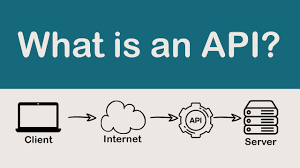 What is an API?
Client
Internet
API
Server